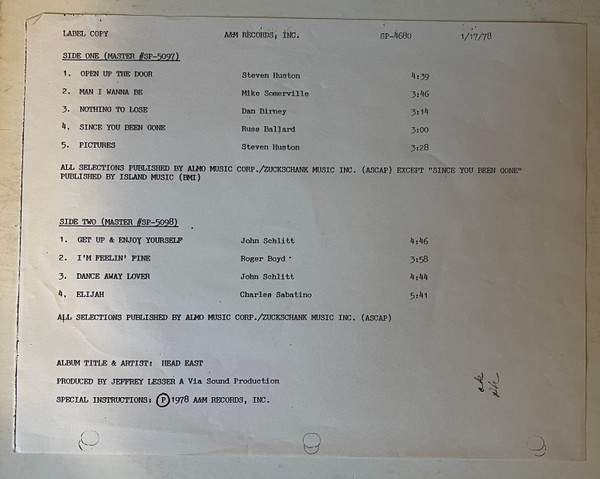 LABEL COPY A&M RECORDS, INC. SP-4680 1/17/78
SIDE ONE (MASTER #SP-5097)
1. OPEN UP THE DOOR Steven Huston 4:39
2. MAN I WANNA BE Mike Somerville 3:46
3. NOTHING TO LOSE Dan Birney 3:14
4. SINCE YOU BEEN GONE Russ Ballard 3:00
5. PICTURES Steven Huston 3:28
ALL SELECTIONS PUBLISHED BY ALMO MUSIC CORP./ZUCKSCHANK MUSIC INC. (ASCAP) EXCEPT "SINCE YOU BEEN GONE"
PUBLISHED BY ISLAND MUSIC (BMI)
SIDE TWO (MASTER #SP-5098)
1. GET UP & ENJOY YOURSELF John Schlitt 4:46
2. I'M FEELIN' FINE Roger Boyd 3:58
3. DANCE AWAY LOVER John Schlitt 4:44
4. ELIJAH Charles Sabatino 5:41
ALL SELECTIONS PUBLISHED BY ALMO MUSIC CORP./ZUCKSCHANK MUSIC INC. (ASCAP)
ALBUM TITLE & ARTIST: HEAD EAST
PRODUCED BY JEFFREY LESSER A Via Sound Production
SPECIAL INSTRUCTIONS: Ⓟ 1978 A&M RECORDS, INC.